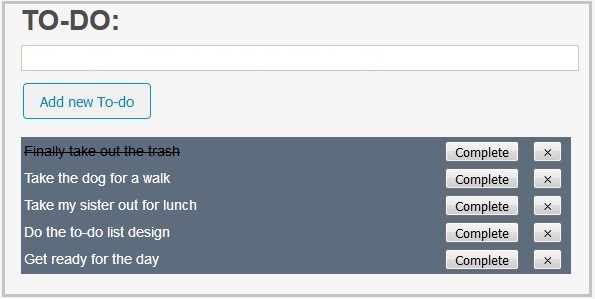 TO-DO:
Add new To-do
Finally take out the trash Complete ×
Take the dog for a walk Complete ×
Take my sister out for lunch Complete ×
Do the to-do list design Complete ×
Get ready for the day Complete ×